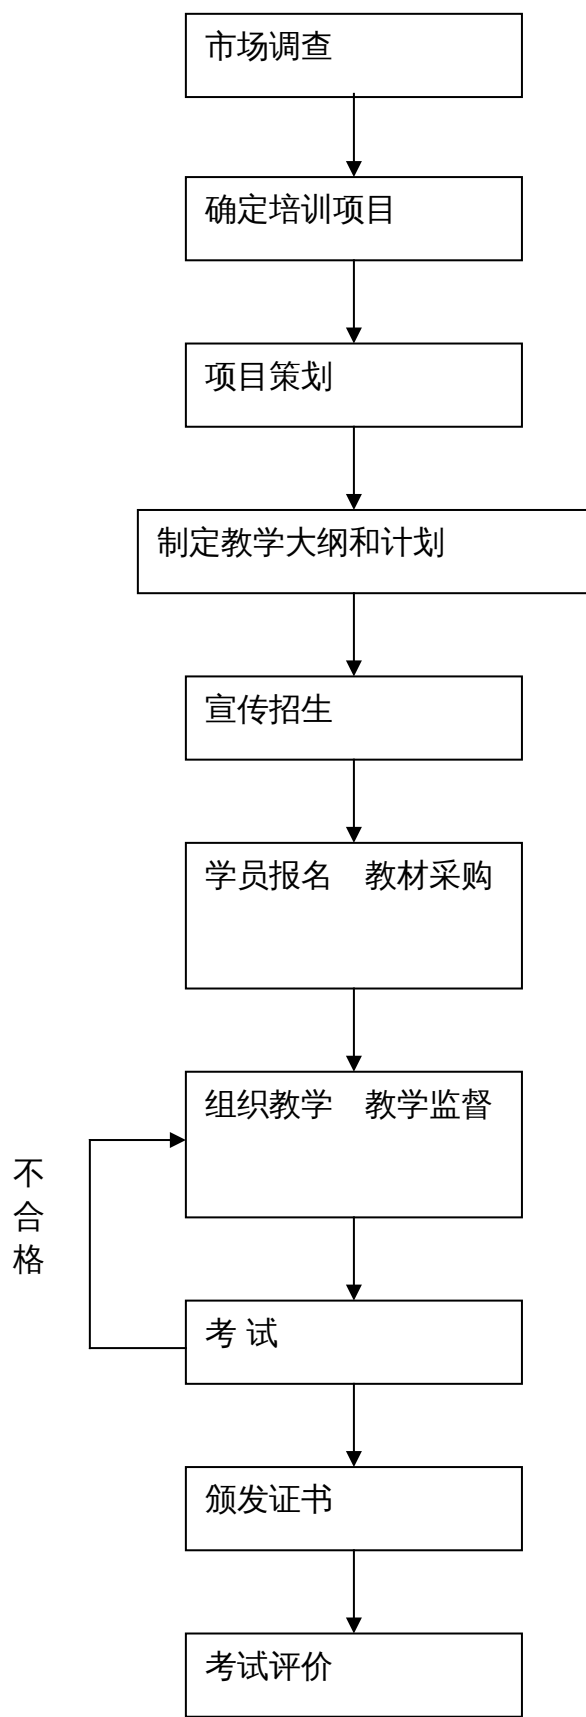 市场调查
确定培训项目
项目策划
制定教学大纲和计划
宣传招生
学员报名　教材采购
组织教学　教学监督
不
合
格
考 试
颁发证书
考试评价